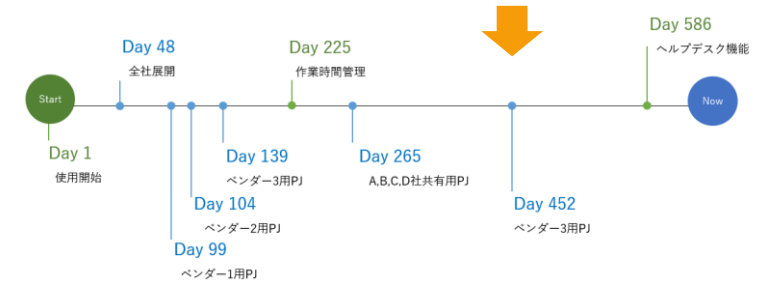 Start
Day 1
使用開始
Day 48
全社展開
Day 99
ベンダー1用PJ
Day 104
ベンダー2用PJ
Day 139
ベンダー3用PJ
Day 225
作業時間管理
Day 265
A,B,C,D社共有用PJ
Day 452
ベンダー3用PJ
Day 586
ヘルプデスク機能
Now